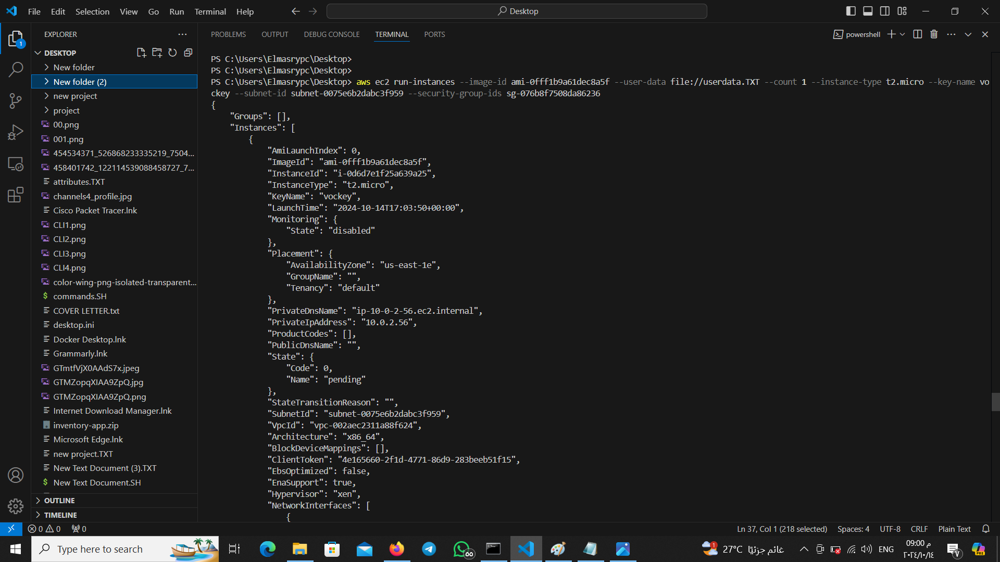 File Edit Selection View Go Run Terminal Help
Desktop
EXPLORER
PROBLEMS OUTPUT DEBUG CONSOLE TERMINAL PORTS
powershell
1
DESKTOP
New folder
New folder (2)
new project
project
00.png
001.png
454534371_526868233335219_7504...
458401742_122114539088458727_7...
attributes.TXT
channels4_profile.jpg
Cisco Packet Tracer.lnk
CLI1.png
CLI2.png
CLI3.png
CLI4.png
color-wing-png-isolated-transparent...
commands.SH
COVER LETTER.txt
desktop.ini
Docker Desktop.lnk
Grammarly.lnk
GTmtfVjX0AAdS7x.jpeg
GTMZopqXIAA9ZpQ.jpg
GTMZopqXIAA9ZpQ.png
Internet Download Manager.lnk
inventory-app.zip
Microsoft Edge.lnk
new project.TXT
New Text Document (3).TXT
New Text Document.SH
OUTLINE
TIMELINE
PS C:\Users\Elmasrypc\Desktop>
PS C:\Users\Elmasrypc\Desktop>
PS C:\Users\Elmasrypc\Desktop> aws ec2 run-instances --image-id ami-0fff1b9a61dec8a5f --user-data file://userdata.TXT --count 1 --instance-type t2.micro --key-name vo
ckey --subnet-id subnet-0075e6b2dabc3f959 --security-group-ids sg-076b8f7508da86236
{
"Groups": [],
"Instances": [
{
"AmiLaunchIndex": 0,
"ImageId": "ami-0fff1b9a61dec8a5f",
"InstanceId": "i-0d6d7e1f25a639a25",
"InstanceType": "t2.micro",
"KeyName": "vockey",
"LaunchTime": "2024-10-14T17:03:50+00:00",
"Monitoring": {
"State": "disabled"
},
"Placement": {
"AvailabilityZone": "us-east-1e",
"GroupName": "",
"Tenancy": "default"
},
"PrivateDnsName": "ip-10-0-2-56.ec2.internal",
"PrivateIpAddress": "10.0.2.56",
"ProductCodes": [],
"PublicDnsName": "",
"State": {
"Code": 0,
"Name": "pending"
},
"StateTransitionReason": "",
"SubnetId": "subnet-0075e6b2dabc3f959",
"VpcId": "vpc-002aec2311a88f624",
"Architecture": "x86_64",
"BlockDeviceMappings": [],
"ClientToken": "4e165660-2f1d-4771-86d9-283beeb51f15",
"EbsOptimized": false,
"EnaSupport": true,
"Hypervisor": "xen",
"NetworkInterfaces": [
{
0 0 0
Ln 37, Col 1 (218 selected) Spaces: 4 UTF-8 CRLF Plain Text
Type here to search
1
27°C غائم جزئيًا
ENG
09:00 م
٢٠٢٤/١٠/١٤
V
PRE